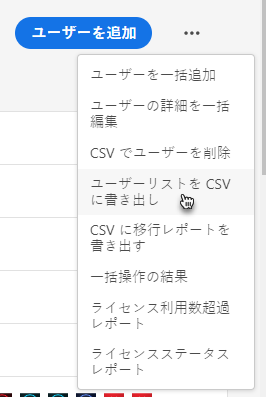 ユーザーを追加
ユーザーを一括追加
ユーザーの詳細を一括
編集
CSV でユーザーを削除
ユーザーリストを CSV
に書き出し
CSV に移行レポートを
書き出す
一括操作の結果
ライセンス利用数超過
レポート
ライセンスステータス
レポート